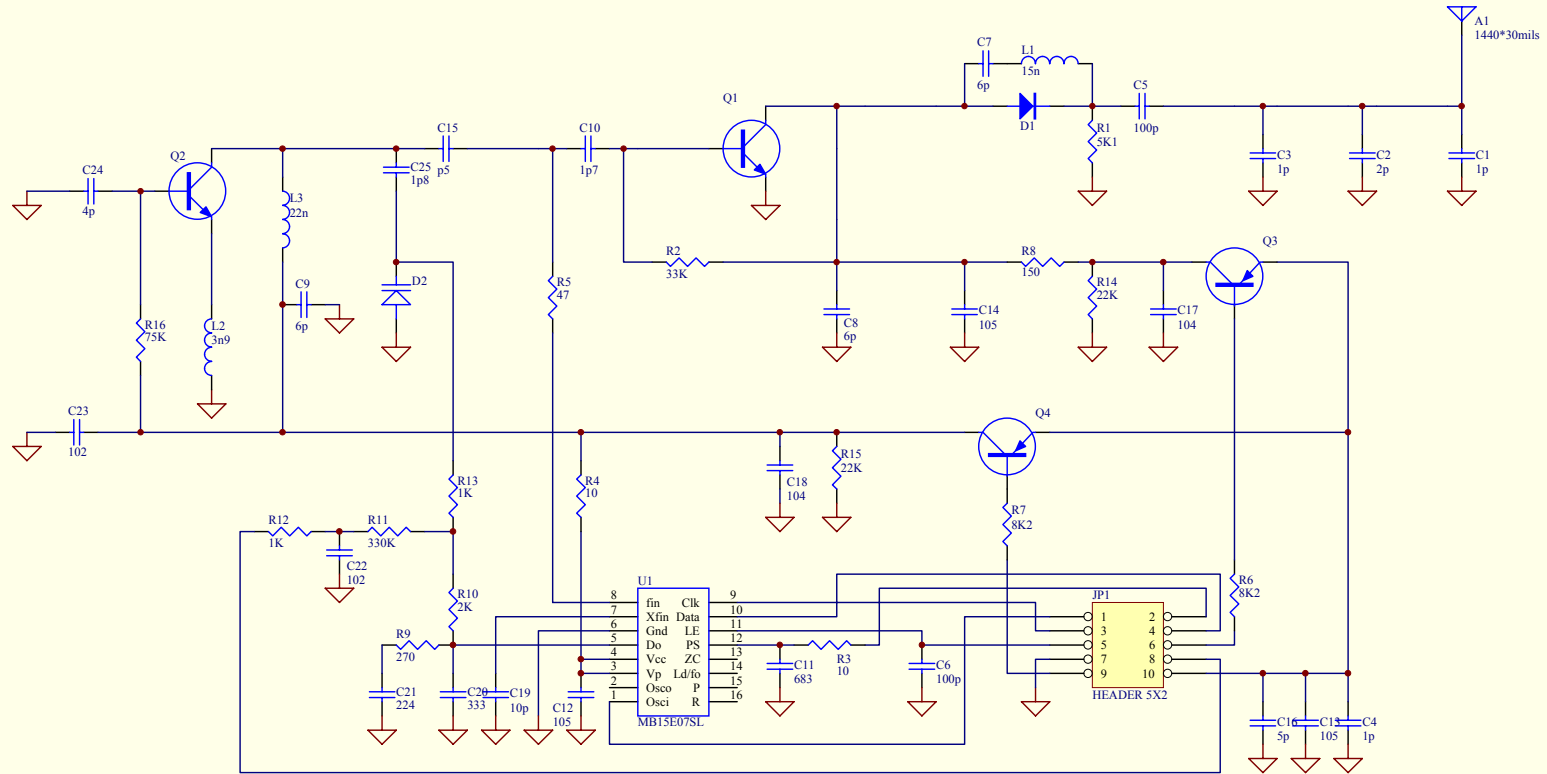 A1
1440*30mils
C7
6p
L1
15n
D1
C5
100p
R1
5K1
C3
1p
C2
2p
C1
1p
Q1
Q2
C24
4p
C15
p5
C25
1p8
C10
1p7
L3
22n
R2
33K
R8
150
Q3
D2
R5
47
C9
6p
R16
75K
L2
3n9
C8
6p
C14
105
R14
22K
C17
104
C23
102
Q4
R13
1K
R4
10
C18
104
R15
22K
R7
8K2
R12
1K
R11
330K
C22
102
R10
2K
R9
270
C21
224
C20
333
C19
10p
C12
105
U1
8 fin Clk 9
7 Xfin Data 10
6 Gnd LE 11
5 Do PS 12
4 Vcc ZC 13
3 Vp Ld/fo 14
2 Osco P 15
1 Osci R 16
MB15E07SL
C11
683
R3
10
C6
100p
R6
8K2
JP1
1 2
3 4
5 6
7 8
9 10
HEADER 5X2
C16
5p
C13
105
C4
1p